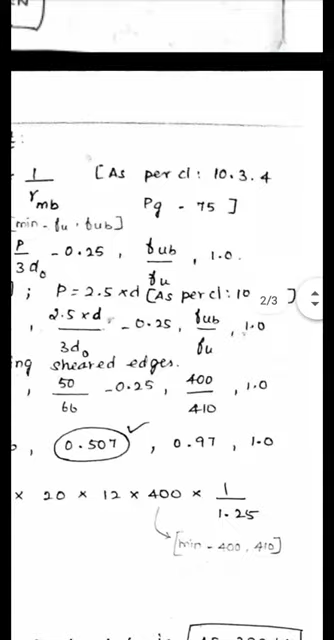 1/γmb [As per cl: 10.3.4
Pg - 75 ]
[min - fu, fub]
P/3d₀ - 0.25, fub/fu, 1.0.
] ; P = 2.5 x d [As per cl: 10 ]
2/3
, 2.5 x d/3d₀ - 0.25, fub/fu, 1.0
ing sheared edges.
, 50/66 - 0.25, 400/410, 1.0
, 0.507, 0.97, 1.0
x 20 x 12 x 400 x 1/1.25
[min - 400, 410]